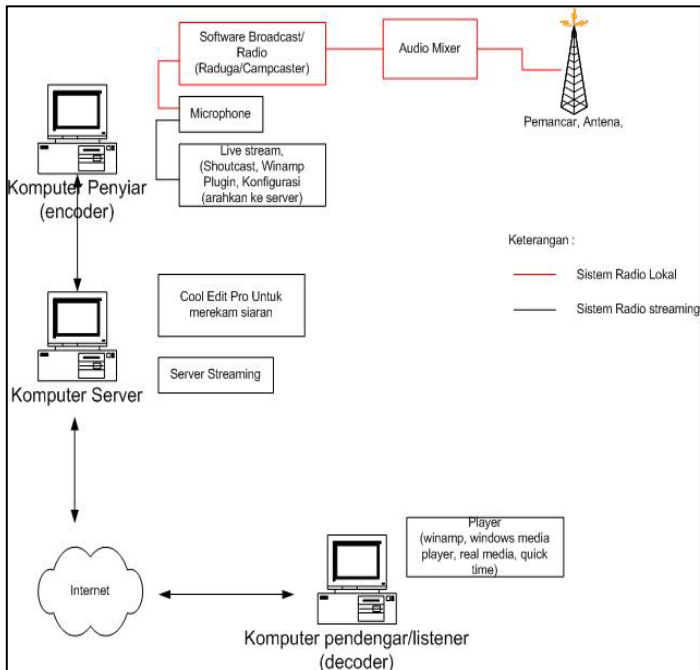 Software Broadcast/
Radio
(Raduga/Campcaster)
Audio Mixer
Pemancar, Antena,
Microphone
Live stream,
(Shoutcast, Winamp
Plugin, Konfigurasi
(arahkan ke server)
Komputer Penyiar
(encoder)
Keterangan :
Sistem Radio Lokal
Sistem Radio streaming
Cool Edit Pro Untuk
merekam siaran
Server Streaming
Komputer Server
Player
(winamp, windows media
player, real media, quick
time)
Internet
Komputer pendengar/listener
(decoder)